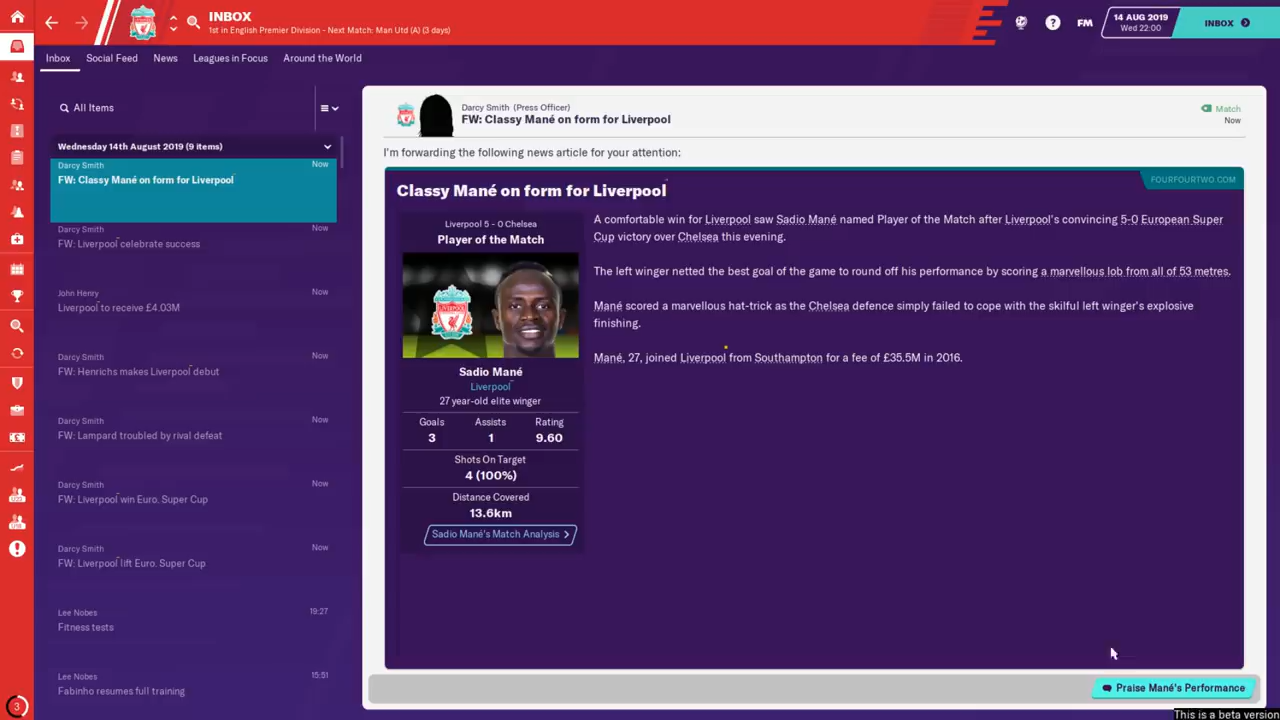 INBOX
1st in English Premier Division - Next Match: Man Utd (A) (3 days)
FM
14 AUG 2019
Wed 22:00
INBOX
Inbox
Social Feed
News
Leagues in Focus
Around the World
All Items
Wednesday 14th August 2019 (9 items)
Darcy Smith
Now
FW: Classy Mané on form for Liverpool
Darcy Smith
Now
FW: Liverpool celebrate success
John Henry
Now
Liverpool to receive £4.03M
Darcy Smith
Now
FW: Henrichs makes Liverpool debut
Darcy Smith
Now
FW: Lampard troubled by rival defeat
Darcy Smith
Now
FW: Liverpool win Euro. Super Cup
Darcy Smith
Now
FW: Liverpool lift Euro. Super Cup
Lee Nobes
19:27
Fitness tests
Lee Nobes
15:51
Fabinho resumes full training
3
Darcy Smith (Press Officer)
FW: Classy Mané on form for Liverpool
Match
Now
I'm forwarding the following news article for your attention:
FOURFOURTWO.COM
Classy Mané on form for Liverpool
Liverpool 5 - 0 Chelsea
Player of the Match
Sadio Mané
Liverpool
27 year-old elite winger
Goals Assists Rating
3 1 9.60
Shots On Target
4 (100%)
Distance Covered
13.6km
Sadio Mané's Match Analysis
A comfortable win for Liverpool saw Sadio Mané named Player of the Match after Liverpool's convincing 5-0 European Super
Cup victory over Chelsea this evening.
The left winger netted the best goal of the game to round off his performance by scoring a marvellous lob from all of 53 metres.
Mané scored a marvellous hat-trick as the Chelsea defence simply failed to cope with the skilful left winger's explosive
finishing.
Mané, 27, joined Liverpool from Southampton for a fee of £35.5M in 2016.
Praise Mané's Performance
This is a beta version